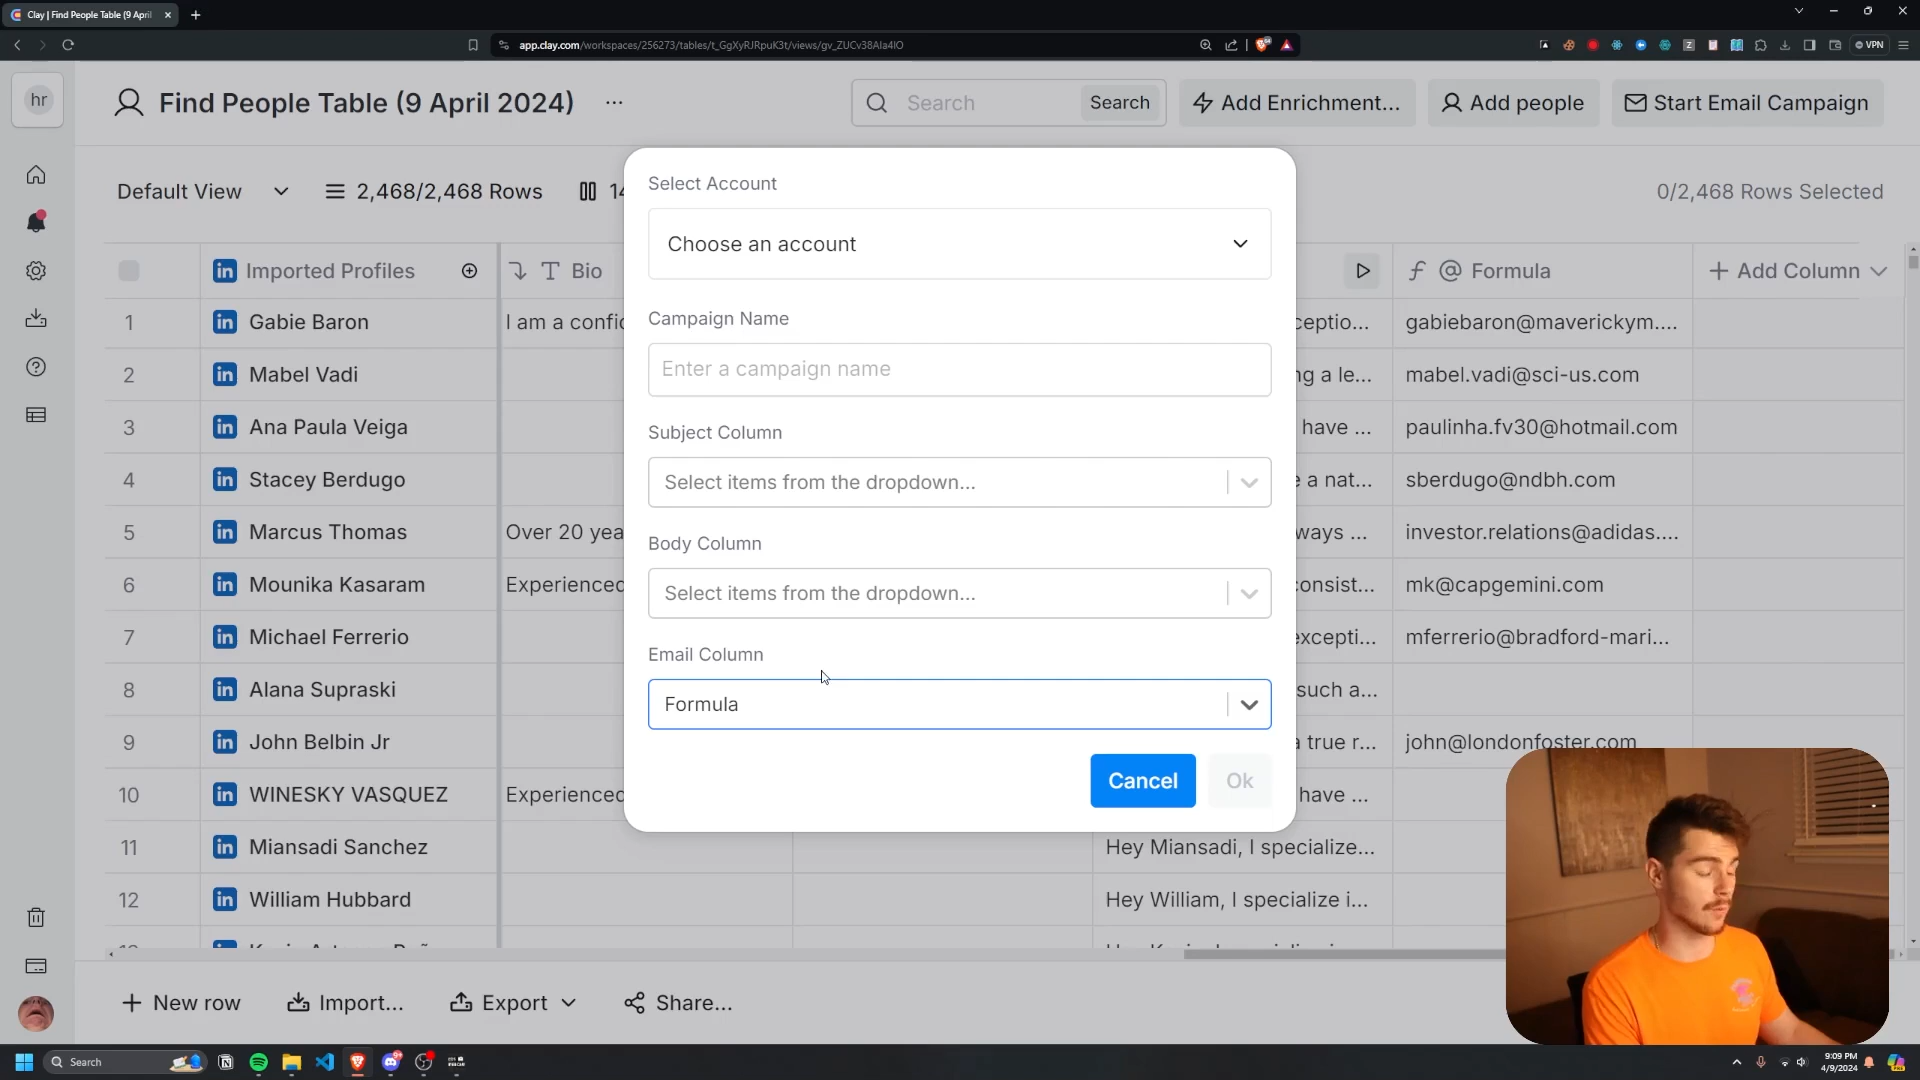 Clay | Find People Table (9 April
app.clay.com/workspaces/256273/tables/t_GgXyRJRpuK3t/views/gv_ZUCv38Ala4lO
VPN
hr
Find People Table (9 April 2024)
Search
Search
Add Enrichment...
Add people
Start Email Campaign
Default View
2,468/2,468 Rows
0/2,468 Rows Selected
Imported Profiles
Bio
Formula
Add Column
1 Gabie Baron I am a confid ceptio... gabiebaron@maverickym....
2 Mabel Vadi ng a le... mabel.vadi@sci-us.com
3 Ana Paula Veiga have ... paulinha.fv30@hotmail.com
4 Stacey Berdugo e a nat... sberdugo@ndbh.com
5 Marcus Thomas Over 20 yea ways ... investor.relations@adidas....
6 Mounika Kasaram Experienced consist... mk@capgemini.com
7 Michael Ferrerio excepti... mferrerio@bradford-mari...
8 Alana Supraski such a...
9 John Belbin Jr a true r... john@londonfoster.com
10 WINESKY VASQUEZ Experienced have ...
11 Miansadi Sanchez Hey Miansadi, I specialize...
12 William Hubbard Hey William, I specialize i...
Select Account
Choose an account
Campaign Name
Enter a campaign name
Subject Column
Select items from the dropdown...
Body Column
Select items from the dropdown...
Email Column
Formula
Cancel
Ok
New row
Import...
Export
Share...
Search
9:09 PM
4/9/2024